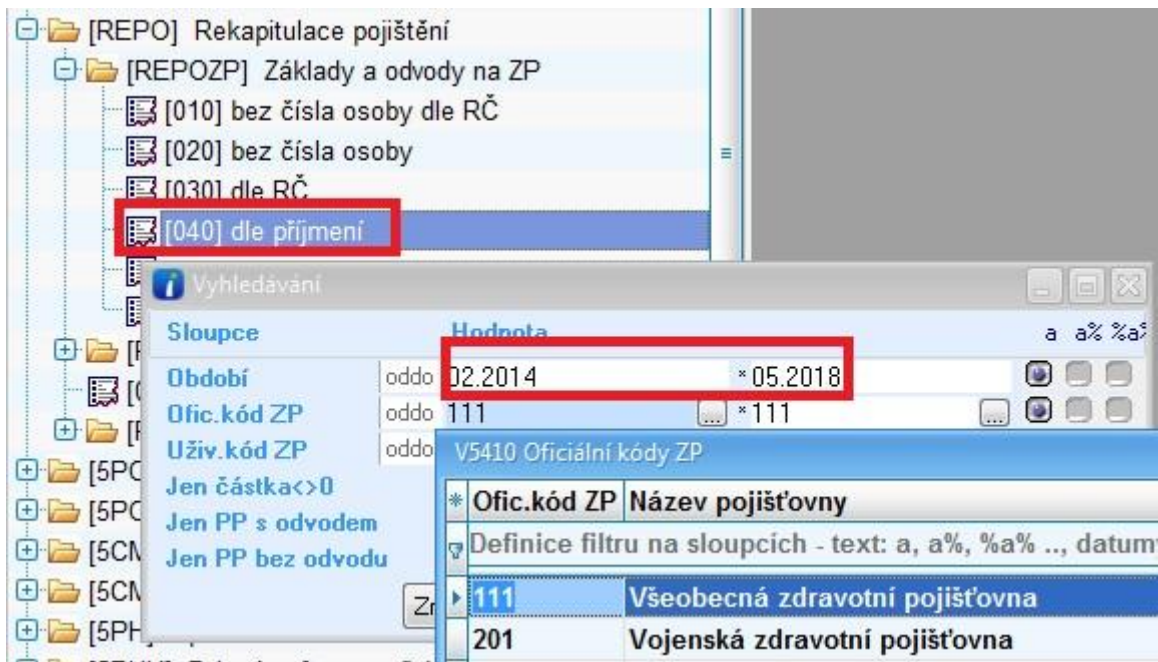 [REPO] Rekapitulace pojištění
[REPOZP] Základy a odvody na ZP
[010] bez čísla osoby dle RČ
[020] bez čísla osoby
[030] dle RČ
[040] dle příjmení
Vyhledávání
Sloupce Hodnota a a% %a%
Období oddo 02.2014 * 05.2018
Ofic.kód ZP oddo 111 ... * 111 ...
Uživ.kód ZP oddo
V5410 Oficiální kódy ZP
Jen částka<>0
* Ofic.kód ZP Název pojišťovny
Jen PP s odvodem
Definice filtru na sloupcích - text: a, a%, %a% .., datum
Jen PP bez odvodu
111 Všeobecná zdravotní pojišťovna
201 Vojenská zdravotní pojišťovna
[5PH